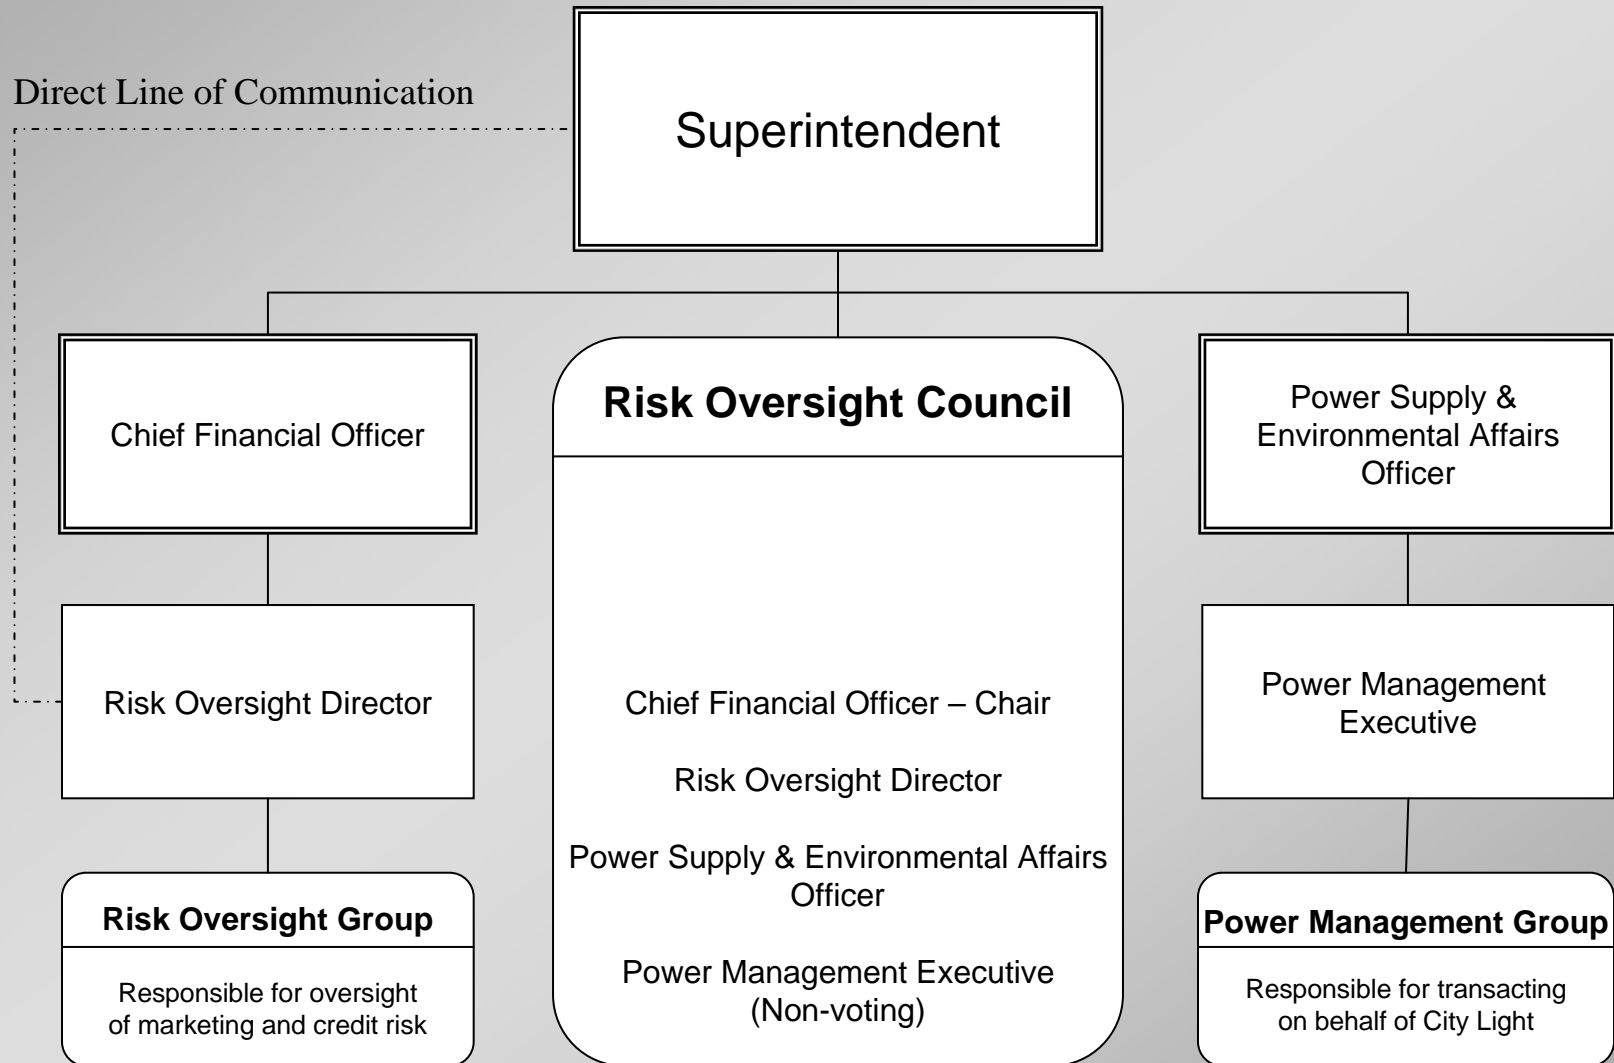 Direct Line of Communication
Superintendent
Chief Financial Officer
Risk Oversight Council
Power Supply &
Environmental Affairs
Officer
Risk Oversight Director
Chief Financial Officer – Chair
Risk Oversight Director
Power Supply & Environmental Affairs
Officer
Power Management Executive
(Non-voting)
Power Management
Executive
Risk Oversight Group
Responsible for oversight
of marketing and credit risk
Power Management Group
Responsible for transacting
on behalf of City Light